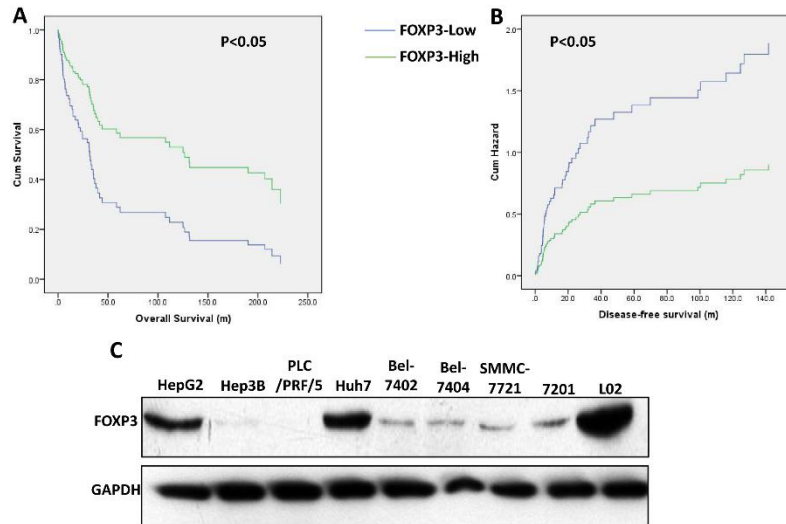 A
P<0.05
Cum Survival
1.0
0.8
0.6
0.4
0.2
0.0
.0
50.0
100.0
150.0
200.0
250.0
Overall Survival (m)
FOXP3-Low
FOXP3-High
B
P<0.05
Cum Hazard
2.0
1.5
1.0
0.5
0.0
.0
20.0
40.0
60.0
80.0
100.0
120.0
140.0
Disease-free survival (m)
C
HepG2
Hep3B
PLC
/PRF/5
Huh7
Bel-
7402
Bel-
7404
SMMC-
7721
7201
L02
FOXP3
GAPDH